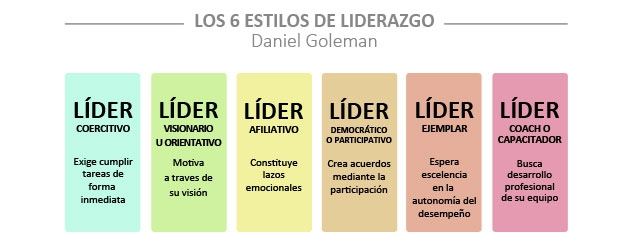 LOS 6 ESTILOS DE LIDERAZGO
Daniel Goleman
LÍDER
COERCITIVO
Exige cumplir
tareas de
forma
inmediata
LÍDER
VISIONARIO
U ORIENTATIVO
Motiva
a traves de
su visión
LÍDER
AFILIATIVO
Constituye
lazos
emocionales
LÍDER
DEMOCRÁTICO
O PARTICIPATIVO
Crea acuerdos
mediante la
participación
LÍDER
EJEMPLAR
Espera
escelencia
en la
autonomía del
desempeño
LÍDER
COACH O
CAPACITADOR
Busca
desarrollo
profesional
de su equipo